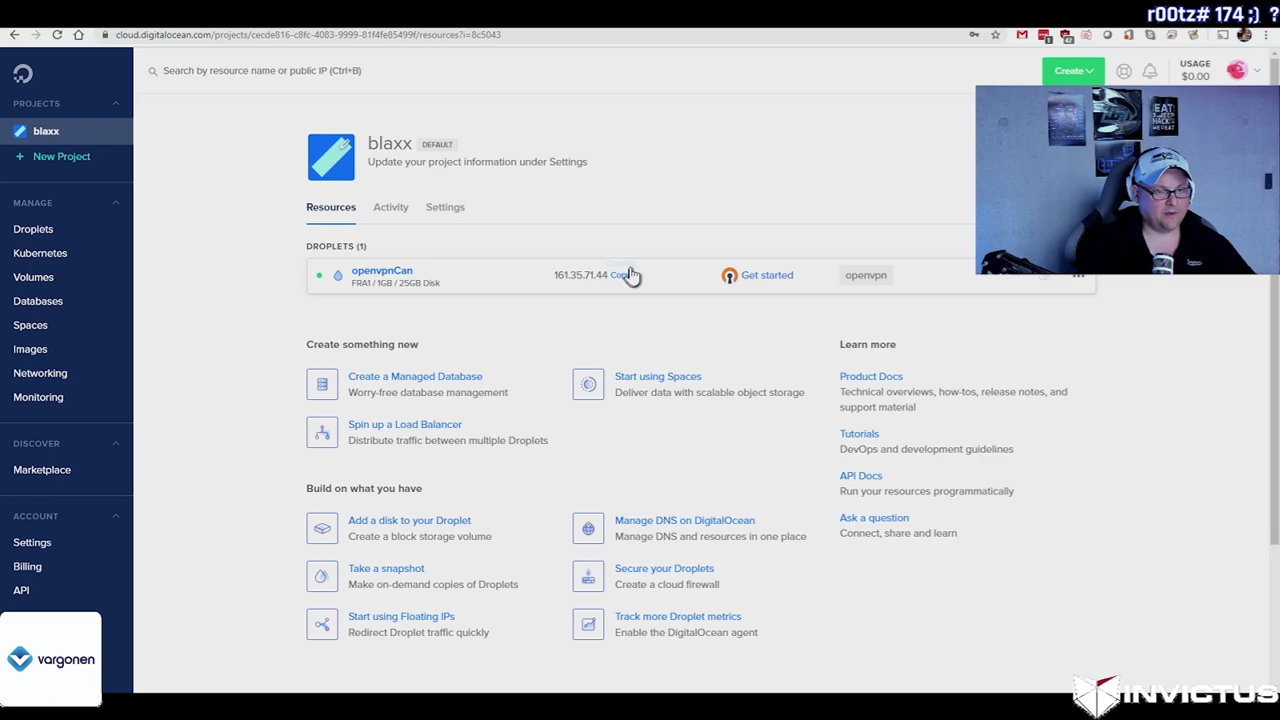 r00tz# 174 ;) ?
cloud.digitalocean.com/projects/cecde816-c8fc-4083-9999-81f4fe85499f/resources?i=8c5043
Search by resource name or public IP (Ctrl+B)
Create
USAGE
$0.00
PROJECTS
blaxx
New Project
MANAGE
Droplets
Kubernetes
Volumes
Databases
Spaces
Images
Networking
Monitoring
DISCOVER
Marketplace
ACCOUNT
Settings
Billing
API
vargonen
blaxx DEFAULT
Update your project information under Settings
Resources Activity Settings
DROPLETS (1)
openvpnCan
FRA1 / 1GB / 25GB Disk
161.35.71.44
Get started
openvpn
Create something new
Create a Managed Database
Worry-free database management
Start using Spaces
Deliver data with scalable object storage
Spin up a Load Balancer
Distribute traffic between multiple Droplets
Build on what you have
Add a disk to your Droplet
Create a block storage volume
Manage DNS on DigitalOcean
Manage DNS and resources in one place
Take a snapshot
Make on-demand copies of Droplets
Secure your Droplets
Create a cloud firewall
Start using Floating IPs
Redirect Droplet traffic quickly
Track more Droplet metrics
Enable the DigitalOcean agent
Learn more
Product Docs
Technical overviews, how-tos, release notes, and
support material
Tutorials
DevOps and development guidelines
API Docs
Run your resources programmatically
Ask a question
Connect, share and learn
EAT
SLEEP
HACK
REPEAT
INVICTUS